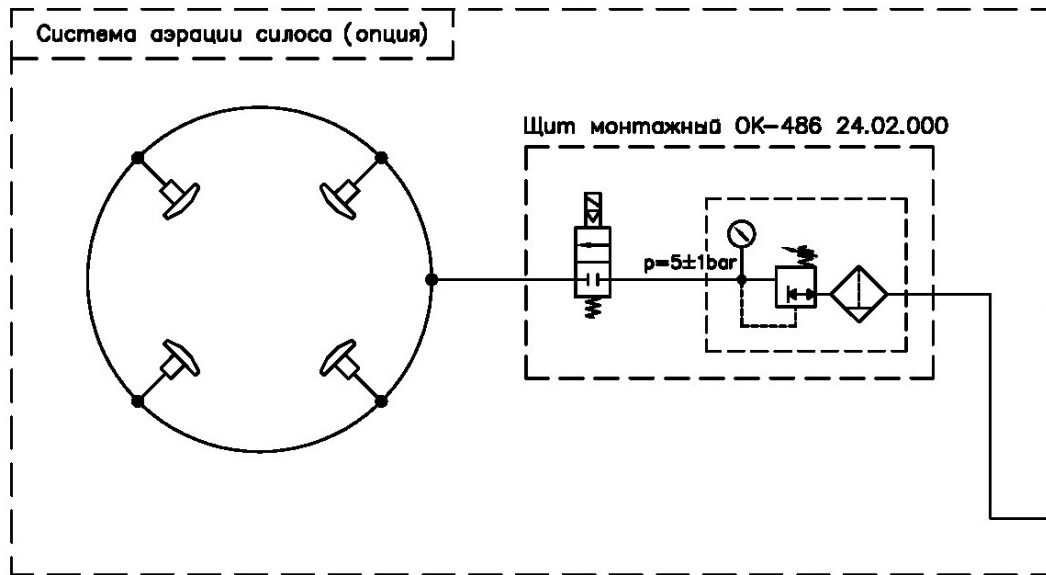 Система аэрации силоса (опция)
Щит монтажный ОК-486 24.02.000
p=5±1bar